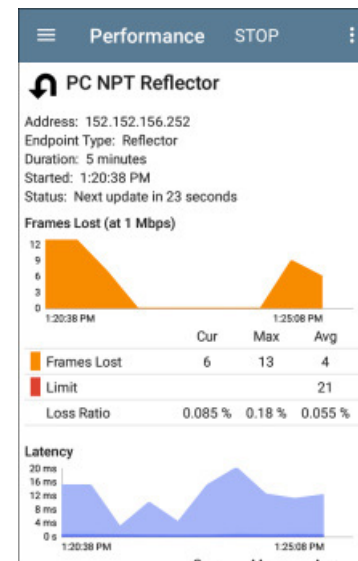 Performance STOP
PC NPT Reflector
Address: 152.152.156.252
Endpoint Type: Reflector
Duration: 5 minutes
Started: 1:20:38 PM
Status: Next update in 23 seconds
Frames Lost (at 1 Mbps)
12
9
6
3
0
1:20:38 PM 1:25:08 PM
Cur Max Avg
Frames Lost 6 13 4
Limit 21
Loss Ratio 0.085 % 0.18 % 0.055 %
Latency
20 ms
16 ms
12 ms
8 ms
4 ms
0 s
1:20:38 PM 1:25:08 PM